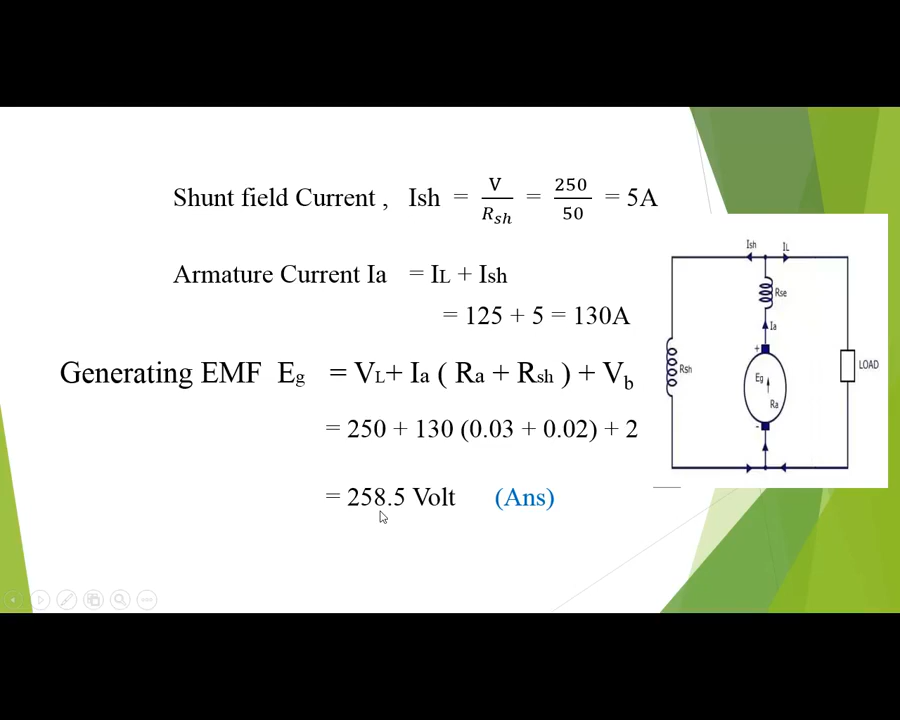 Shunt field Current , Ish = V / Rsh = 250 / 50 = 5A
Armature Current Ia = IL + Ish
= 125 + 5 = 130A
Generating EMF Eg = VL+ Ia ( Ra + Rsh ) + Vb
= 250 + 130 (0.03 + 0.02) + 2
= 258.5 Volt (Ans)
Ish IL
Rse
Ia
+
Rsh
Eg
Ra
-
LOAD